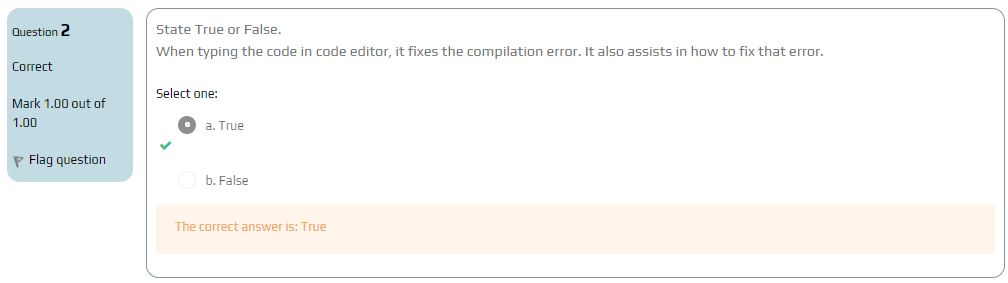 Question 2
Correct
Mark 1.00 out of
1.00
Flag question
State True or False.
When typing the code in code editor, it fixes the compilation error. It also assists in how to fix that error.
Select one:
a. True
b. False
The correct answer is: True